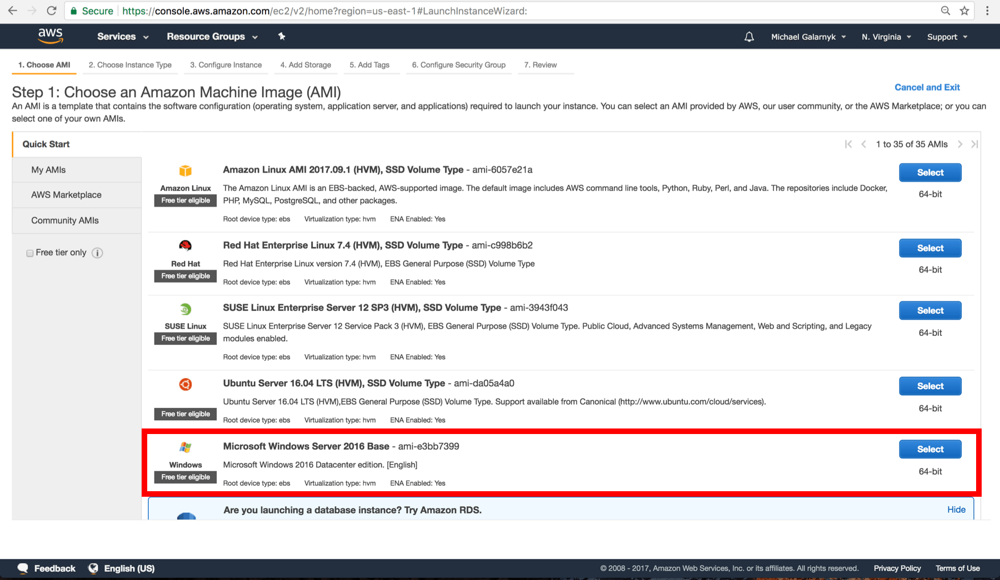 Secure https://console.aws.amazon.com/ec2/v2/home?region=us-east-1#LaunchInstanceWizard:
aws Services Resource Groups Michael Galarnyk N. Virginia Support
1. Choose AMI 2. Choose Instance Type 3. Configure Instance 4. Add Storage 5. Add Tags 6. Configure Security Group 7. Review
Step 1: Choose an Amazon Machine Image (AMI)
Cancel and Exit
An AMI is a template that contains the software configuration (operating system, application server, and applications) required to launch your instance. You can select an AMI provided by AWS, our user community, or the AWS Marketplace; or you can
select one of your own AMIs.
Quick Start
My AMIs
AWS Marketplace
Community AMIs
Free tier only i
1 to 35 of 35 AMIs
Amazon Linux AMI 2017.09.1 (HVM), SSD Volume Type - ami-6057e21a
Select
Amazon Linux
Free tier eligible
The Amazon Linux AMI is an EBS-backed, AWS-supported image. The default image includes AWS command line tools, Python, Ruby, Perl, and Java. The repositories include Docker,
PHP, MySQL, PostgreSQL, and other packages.
64-bit
Root device type: ebs Virtualization type: hvm ENA Enabled: Yes
Red Hat Enterprise Linux 7.4 (HVM), SSD Volume Type - ami-c998b6b2
Select
Red Hat
Free tier eligible
Red Hat Enterprise Linux version 7.4 (HVM), EBS General Purpose (SSD) Volume Type
64-bit
Root device type: ebs Virtualization type: hvm ENA Enabled: Yes
SUSE Linux Enterprise Server 12 SP3 (HVM), SSD Volume Type - ami-3943f043
Select
SUSE Linux
Free tier eligible
SUSE Linux Enterprise Server 12 Service Pack 3 (HVM), EBS General Purpose (SSD) Volume Type. Public Cloud, Advanced Systems Management, Web and Scripting, and Legacy
modules enabled.
64-bit
Root device type: ebs Virtualization type: hvm ENA Enabled: Yes
Ubuntu Server 16.04 LTS (HVM), SSD Volume Type - ami-da05a4a0
Select
Free tier eligible
Ubuntu Server 16.04 LTS (HVM),EBS General Purpose (SSD) Volume Type. Support available from Canonical (http://www.ubuntu.com/cloud/services).
64-bit
Root device type: ebs Virtualization type: hvm ENA Enabled: Yes
Microsoft Windows Server 2016 Base - ami-e3bb7399
Select
Windows
Free tier eligible
Microsoft Windows 2016 Datacenter edition. [English]
64-bit
Root device type: ebs Virtualization type: hvm ENA Enabled: Yes
Are you launching a database instance? Try Amazon RDS.
Hide
Feedback English (US) © 2008 - 2017, Amazon Web Services, Inc. or its affiliates. All rights reserved. Privacy Policy Terms of Use